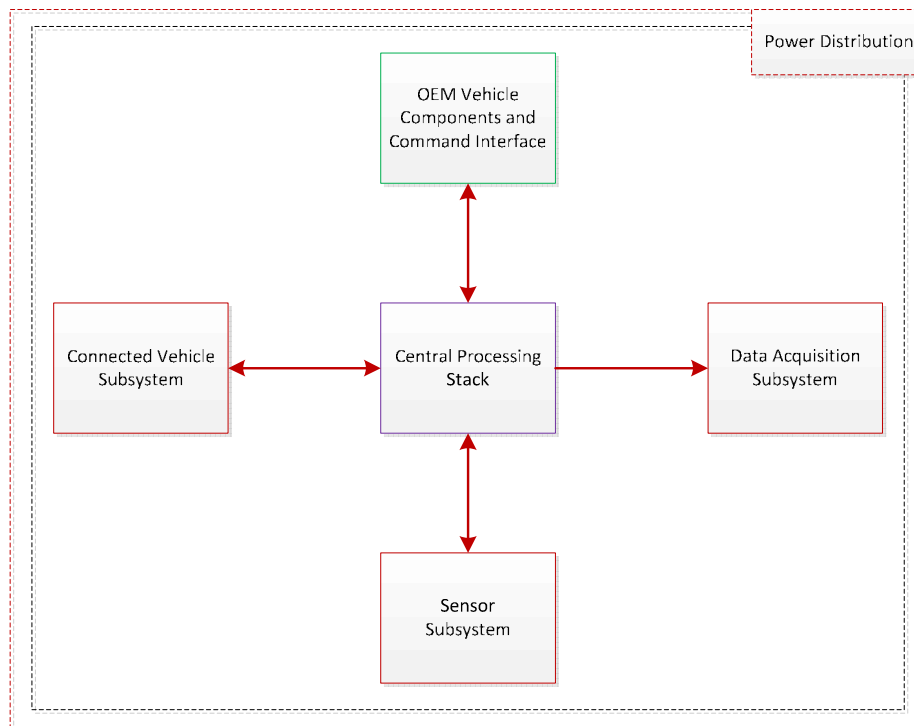 Power Distribution
OEM Vehicle
Components and
Command Interface
Connected Vehicle
Subsystem
Central Processing
Stack
Data Acquisition
Subsystem
Sensor
Subsystem